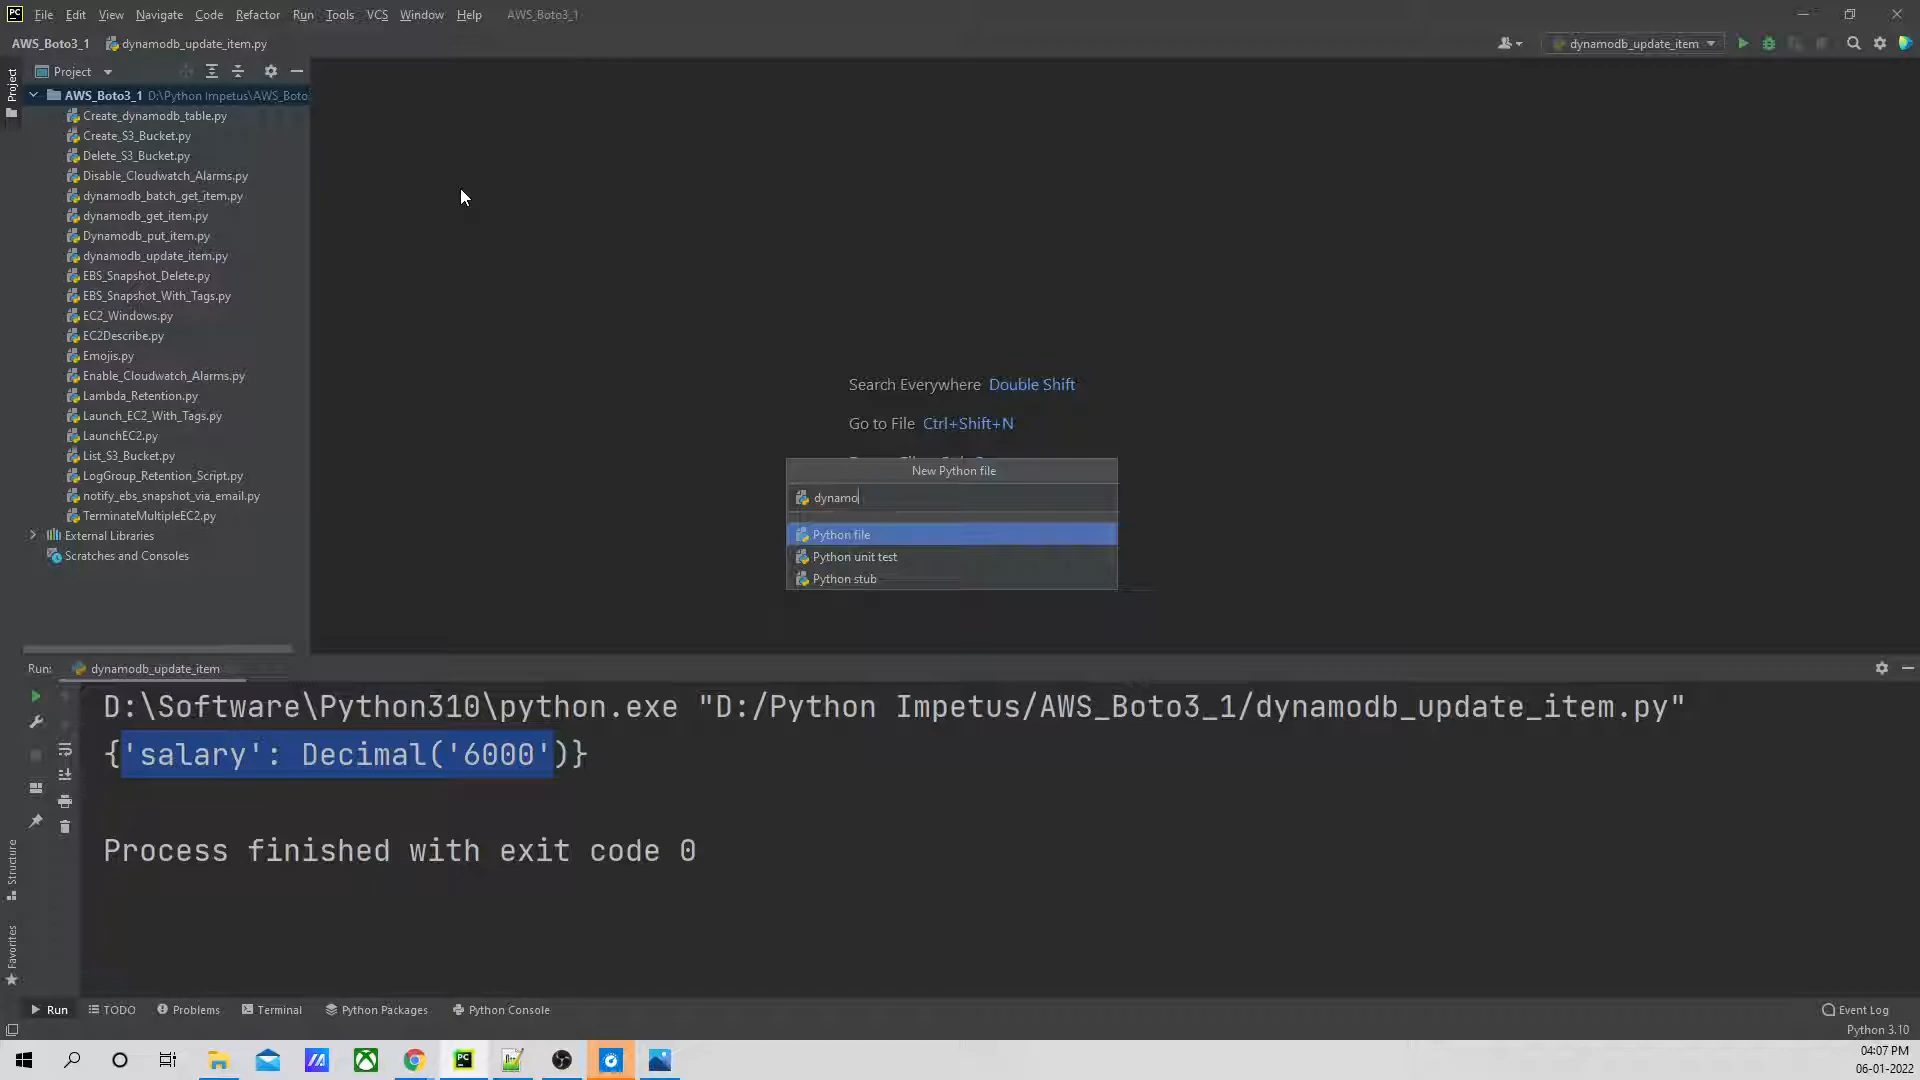 PC File Edit View Navigate Code Refactor Run Tools VCS Window Help AWS_Boto3_1
AWS_Boto3_1 dynamodb_update_item.py dynamodb_update_item
Project
Project
AWS_Boto3_1 D:\Python Impetus\AWS_Boto
Create_dynamodb_table.py
Create_S3_Bucket.py
Delete_S3_Bucket.py
Disable_Cloudwatch_Alarms.py
dynamodb_batch_get_item.py
dynamodb_get_item.py
Dynamodb_put_item.py
dynamodb_update_item.py
EBS_Snapshot_Delete.py
EBS_Snapshot_With_Tags.py
EC2_Windows.py
EC2Describe.py
Emojis.py
Enable_Cloudwatch_Alarms.py
Lambda_Retention.py
Launch_EC2_With_Tags.py
LaunchEC2.py
List_S3_Bucket.py
LogGroup_Retention_Script.py
notify_ebs_snapshot_via_email.py
TerminateMultipleEC2.py
External Libraries
Scratches and Consoles
Search Everywhere Double Shift
Go to File Ctrl+Shift+N
New Python file
dynamo
Python file
Python unit test
Python stub
Run: dynamodb_update_item
D:\Software\Python310\python.exe "D:/Python Impetus/AWS_Boto3_1/dynamodb_update_item.py"
{'salary': Decimal('6000')}
Process finished with exit code 0
Structure
Favorites
Run TODO Problems Terminal Python Packages Python Console Event Log
Python 3.10
PC
04:07 PM
06-01-2022